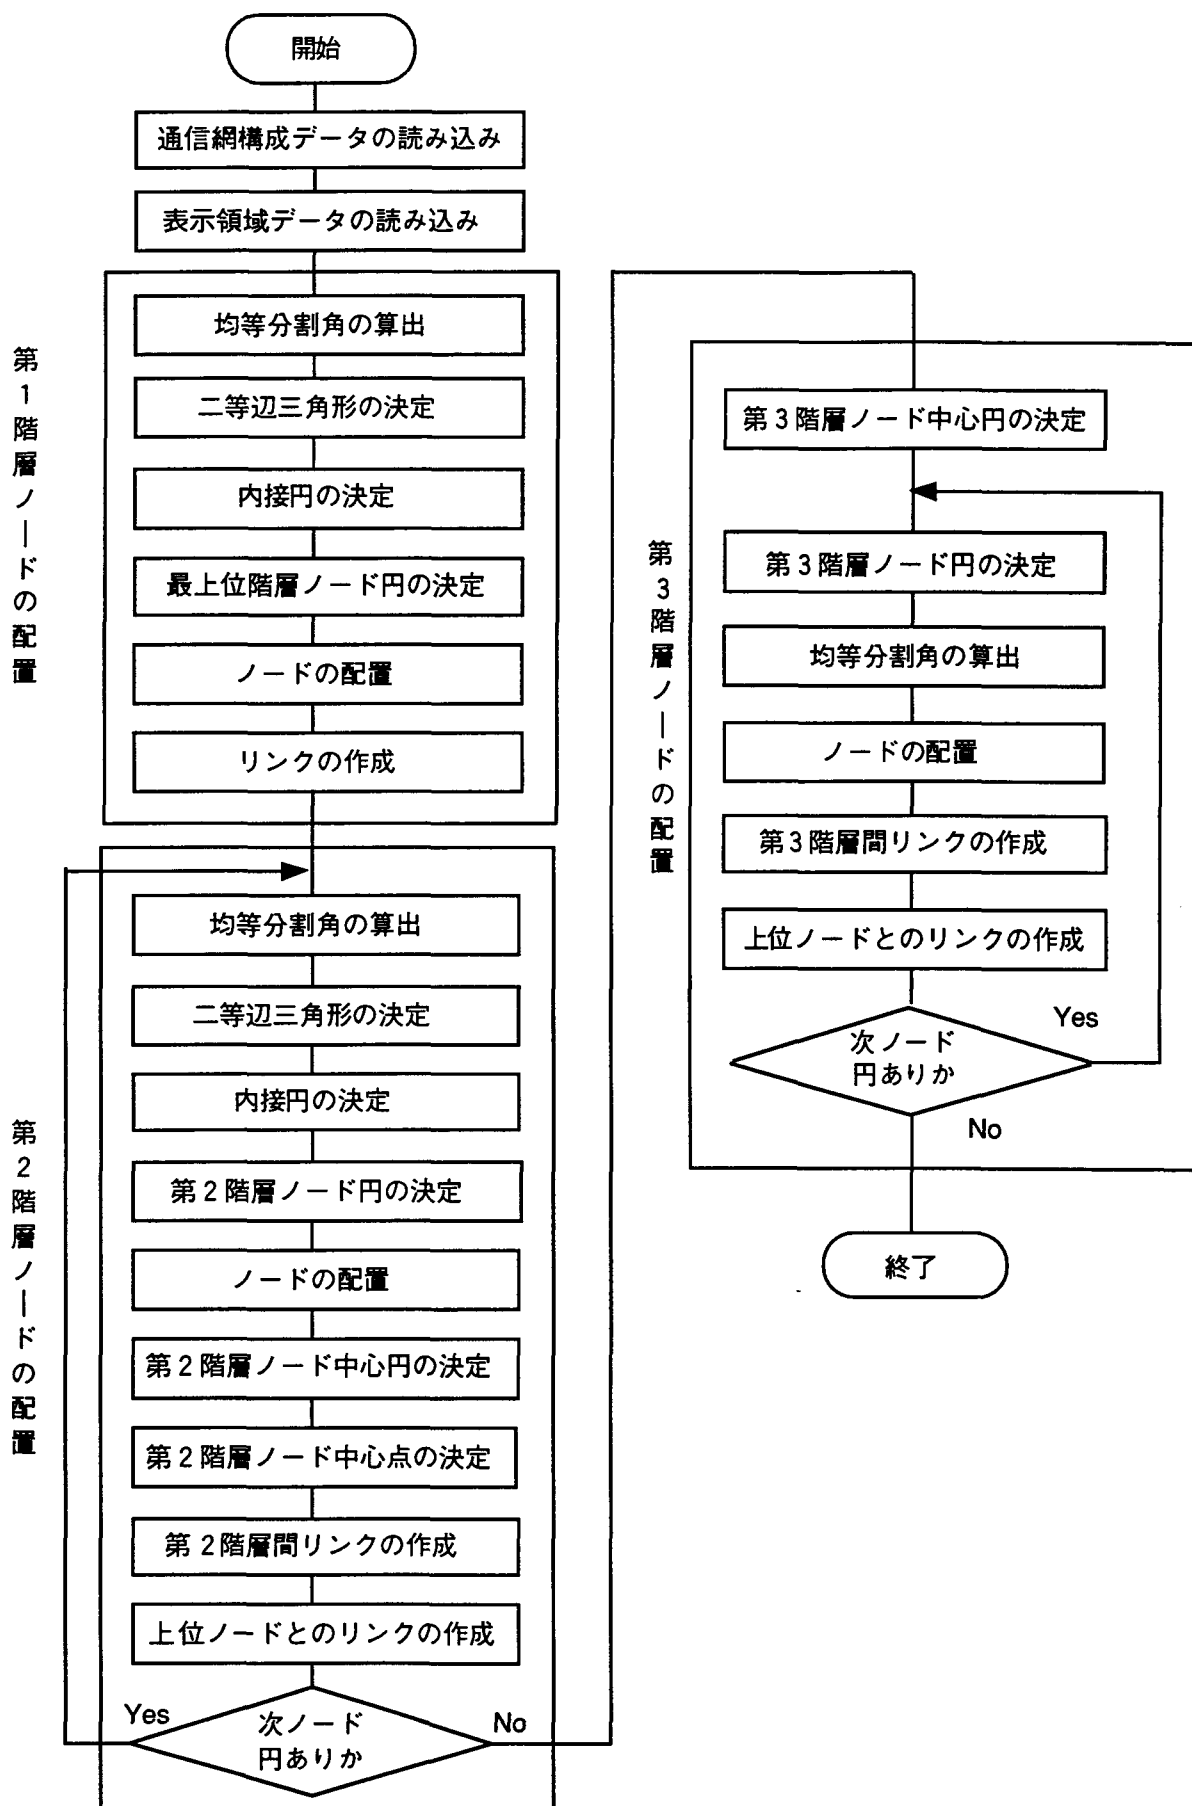 開始
通信網構成データの読み込み
表示領域データの読み込み
第1階層ノードの配置
均等分割角の算出
二等辺三角形の決定
内接円の決定
最上位階層ノード円の決定
ノードの配置
リンクの作成
第2階層ノードの配置
均等分割角の算出
二等辺三角形の決定
内接円の決定
第2階層ノード円の決定
ノードの配置
第2階層ノード中心円の決定
第2階層ノード中心点の決定
第2階層間リンクの作成
上位ノードとのリンクの作成
次ノード
円ありか
Yes
No
第3階層ノードの配置
第3階層ノード中心円の決定
第3階層ノード円の決定
均等分割角の算出
ノードの配置
第3階層間リンクの作成
上位ノードとのリンクの作成
次ノード
円ありか
Yes
No
終了